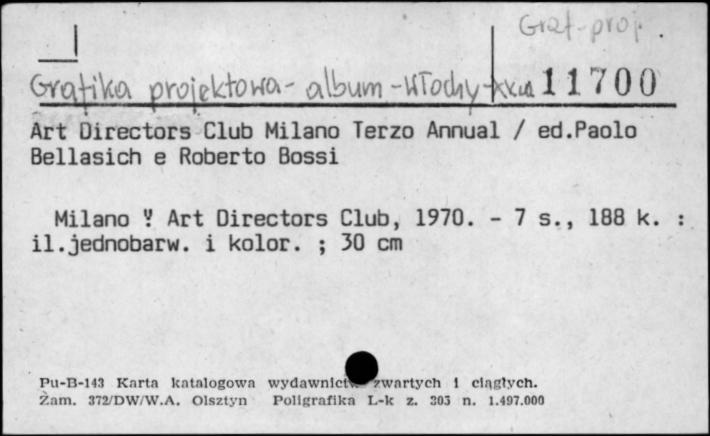 Graf-proj.
Grafika projektowa - album - Włochy - XX w. 11700
Art Directors Club Milano Terzo Annual / ed.Paolo
Bellasich e Roberto Bossi
Milano : Art Directors Club, 1970. - 7 s., 188 k. :
il.jednobarw. i kolor. ; 30 cm
Pu-B-143 Karta katalogowa wydawnictw zwartych i ciągłych.
Żam. 372/DW/W.A. Olsztyn Poligrafika L-k z. 303 n. 1.497.000